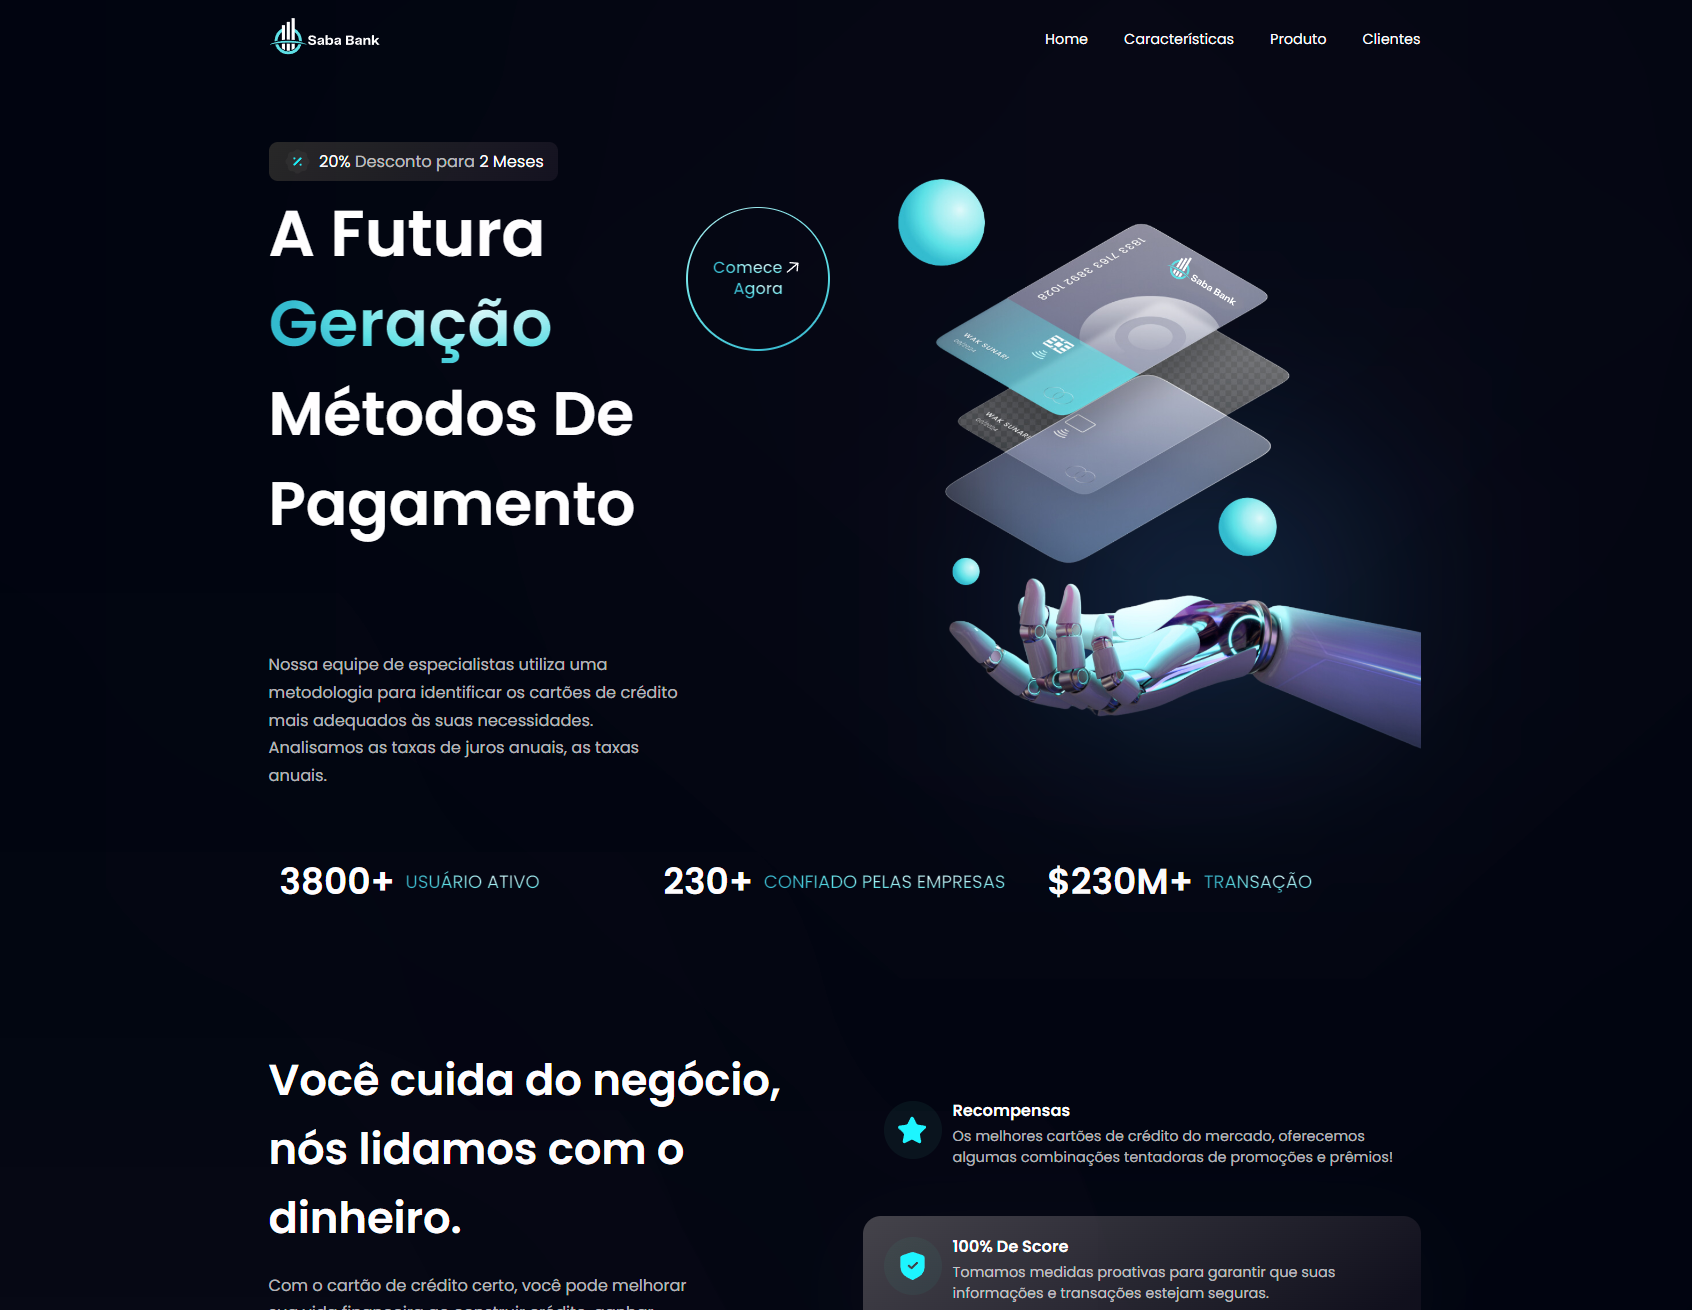 Saba Bank
Home
Características
Produto
Clientes
20% Desconto para 2 Meses
A Futura
Geração
Métodos De
Pagamento
Comece
Agora
1833 7163 3892 1028
Saba Bank
WAK SUNARI
WAK SUNARI
Nossa equipe de especialistas utiliza uma
metodologia para identificar os cartões de crédito
mais adequados às suas necessidades.
Analisamos as taxas de juros anuais, as taxas
anuais.
3800+ USUÁRIO ATIVO
230+ CONFIADO PELAS EMPRESAS
$230M+ TRANSAÇÃO
Você cuida do negócio,
nós lidamos com o
dinheiro.
Com o cartão de crédito certo, você pode melhorar
Recompensas
Os melhores cartões de crédito do mercado, oferecemos
algumas combinações tentadoras de promoções e prêmios!
100% De Score
Tomamos medidas proativas para garantir que suas
informações e transações estejam seguras.